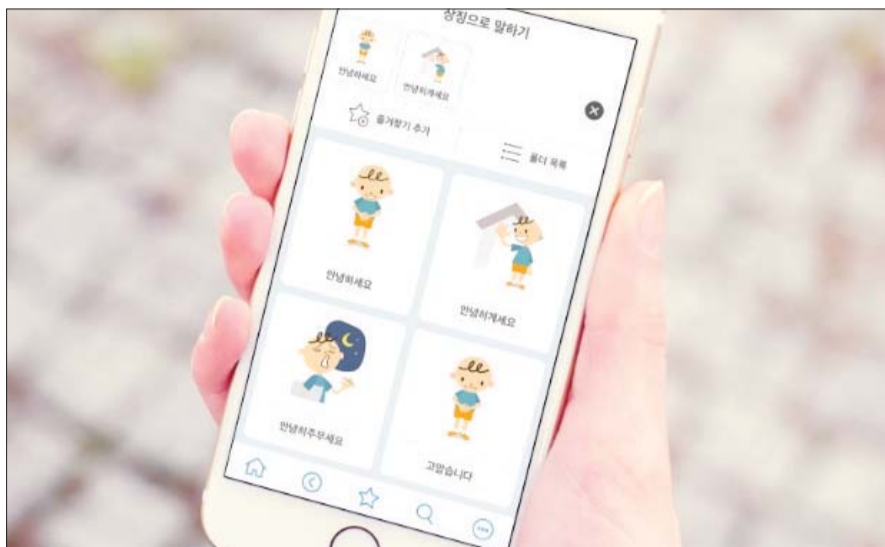 상징으로 말하기
안녕하세요
안녕히계세요
즐겨찾기 추가
폴더 목록
안녕하세요
안녕히계세요
안녕히주무세요
고맙습니다